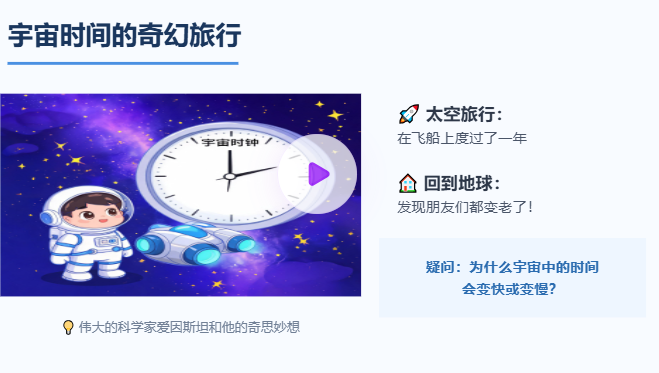 宇宙时间的奇幻旅行
宇宙时钟
🚀 太空旅行：
在飞船上度过了一年
🏠 回到地球：
发现朋友们都变老了！
疑问：为什么宇宙中的时间
会变快或变慢？
💡 伟大的科学家爱因斯坦和他的奇思妙想